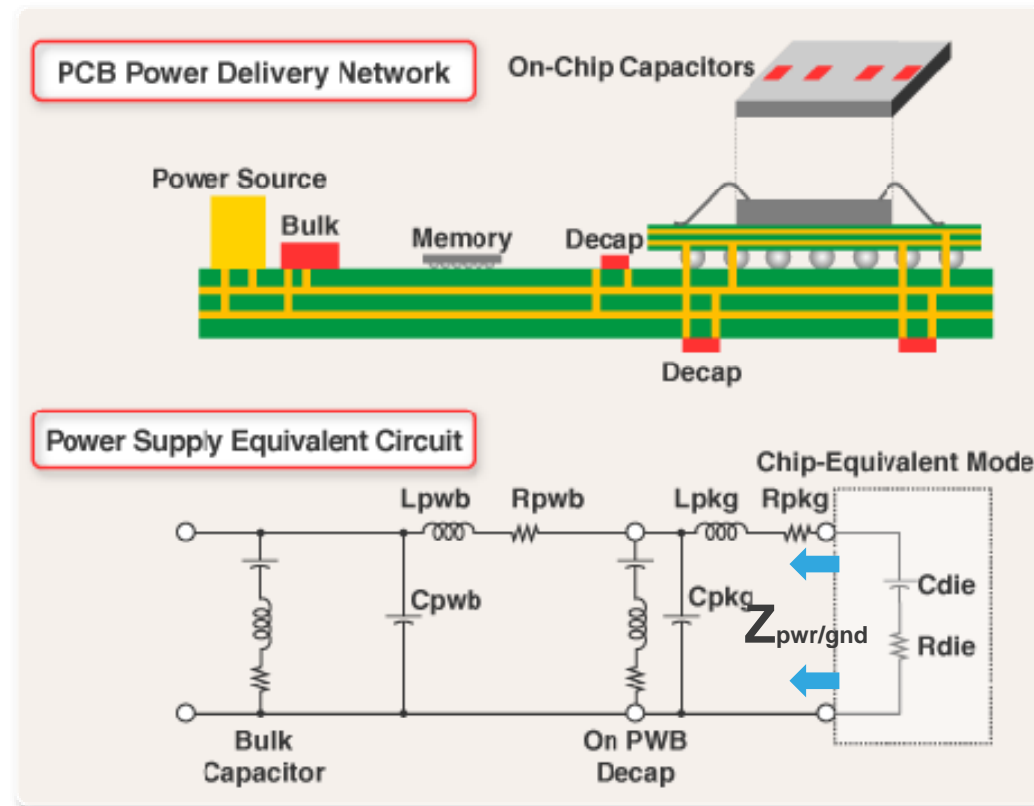 PCB Power Delivery Network
On-Chip Capacitors
Power Source
Bulk
Memory
Decap
Decap
Power Supply Equivalent Circuit
Chip-Equivalent Mode
Lpwb
Rpwb
Lpkg
Rpkg
Cpwb
Cpkg
Zpwr/gnd
Cdie
Rdie
Bulk
Capacitor
On PWB
Decap